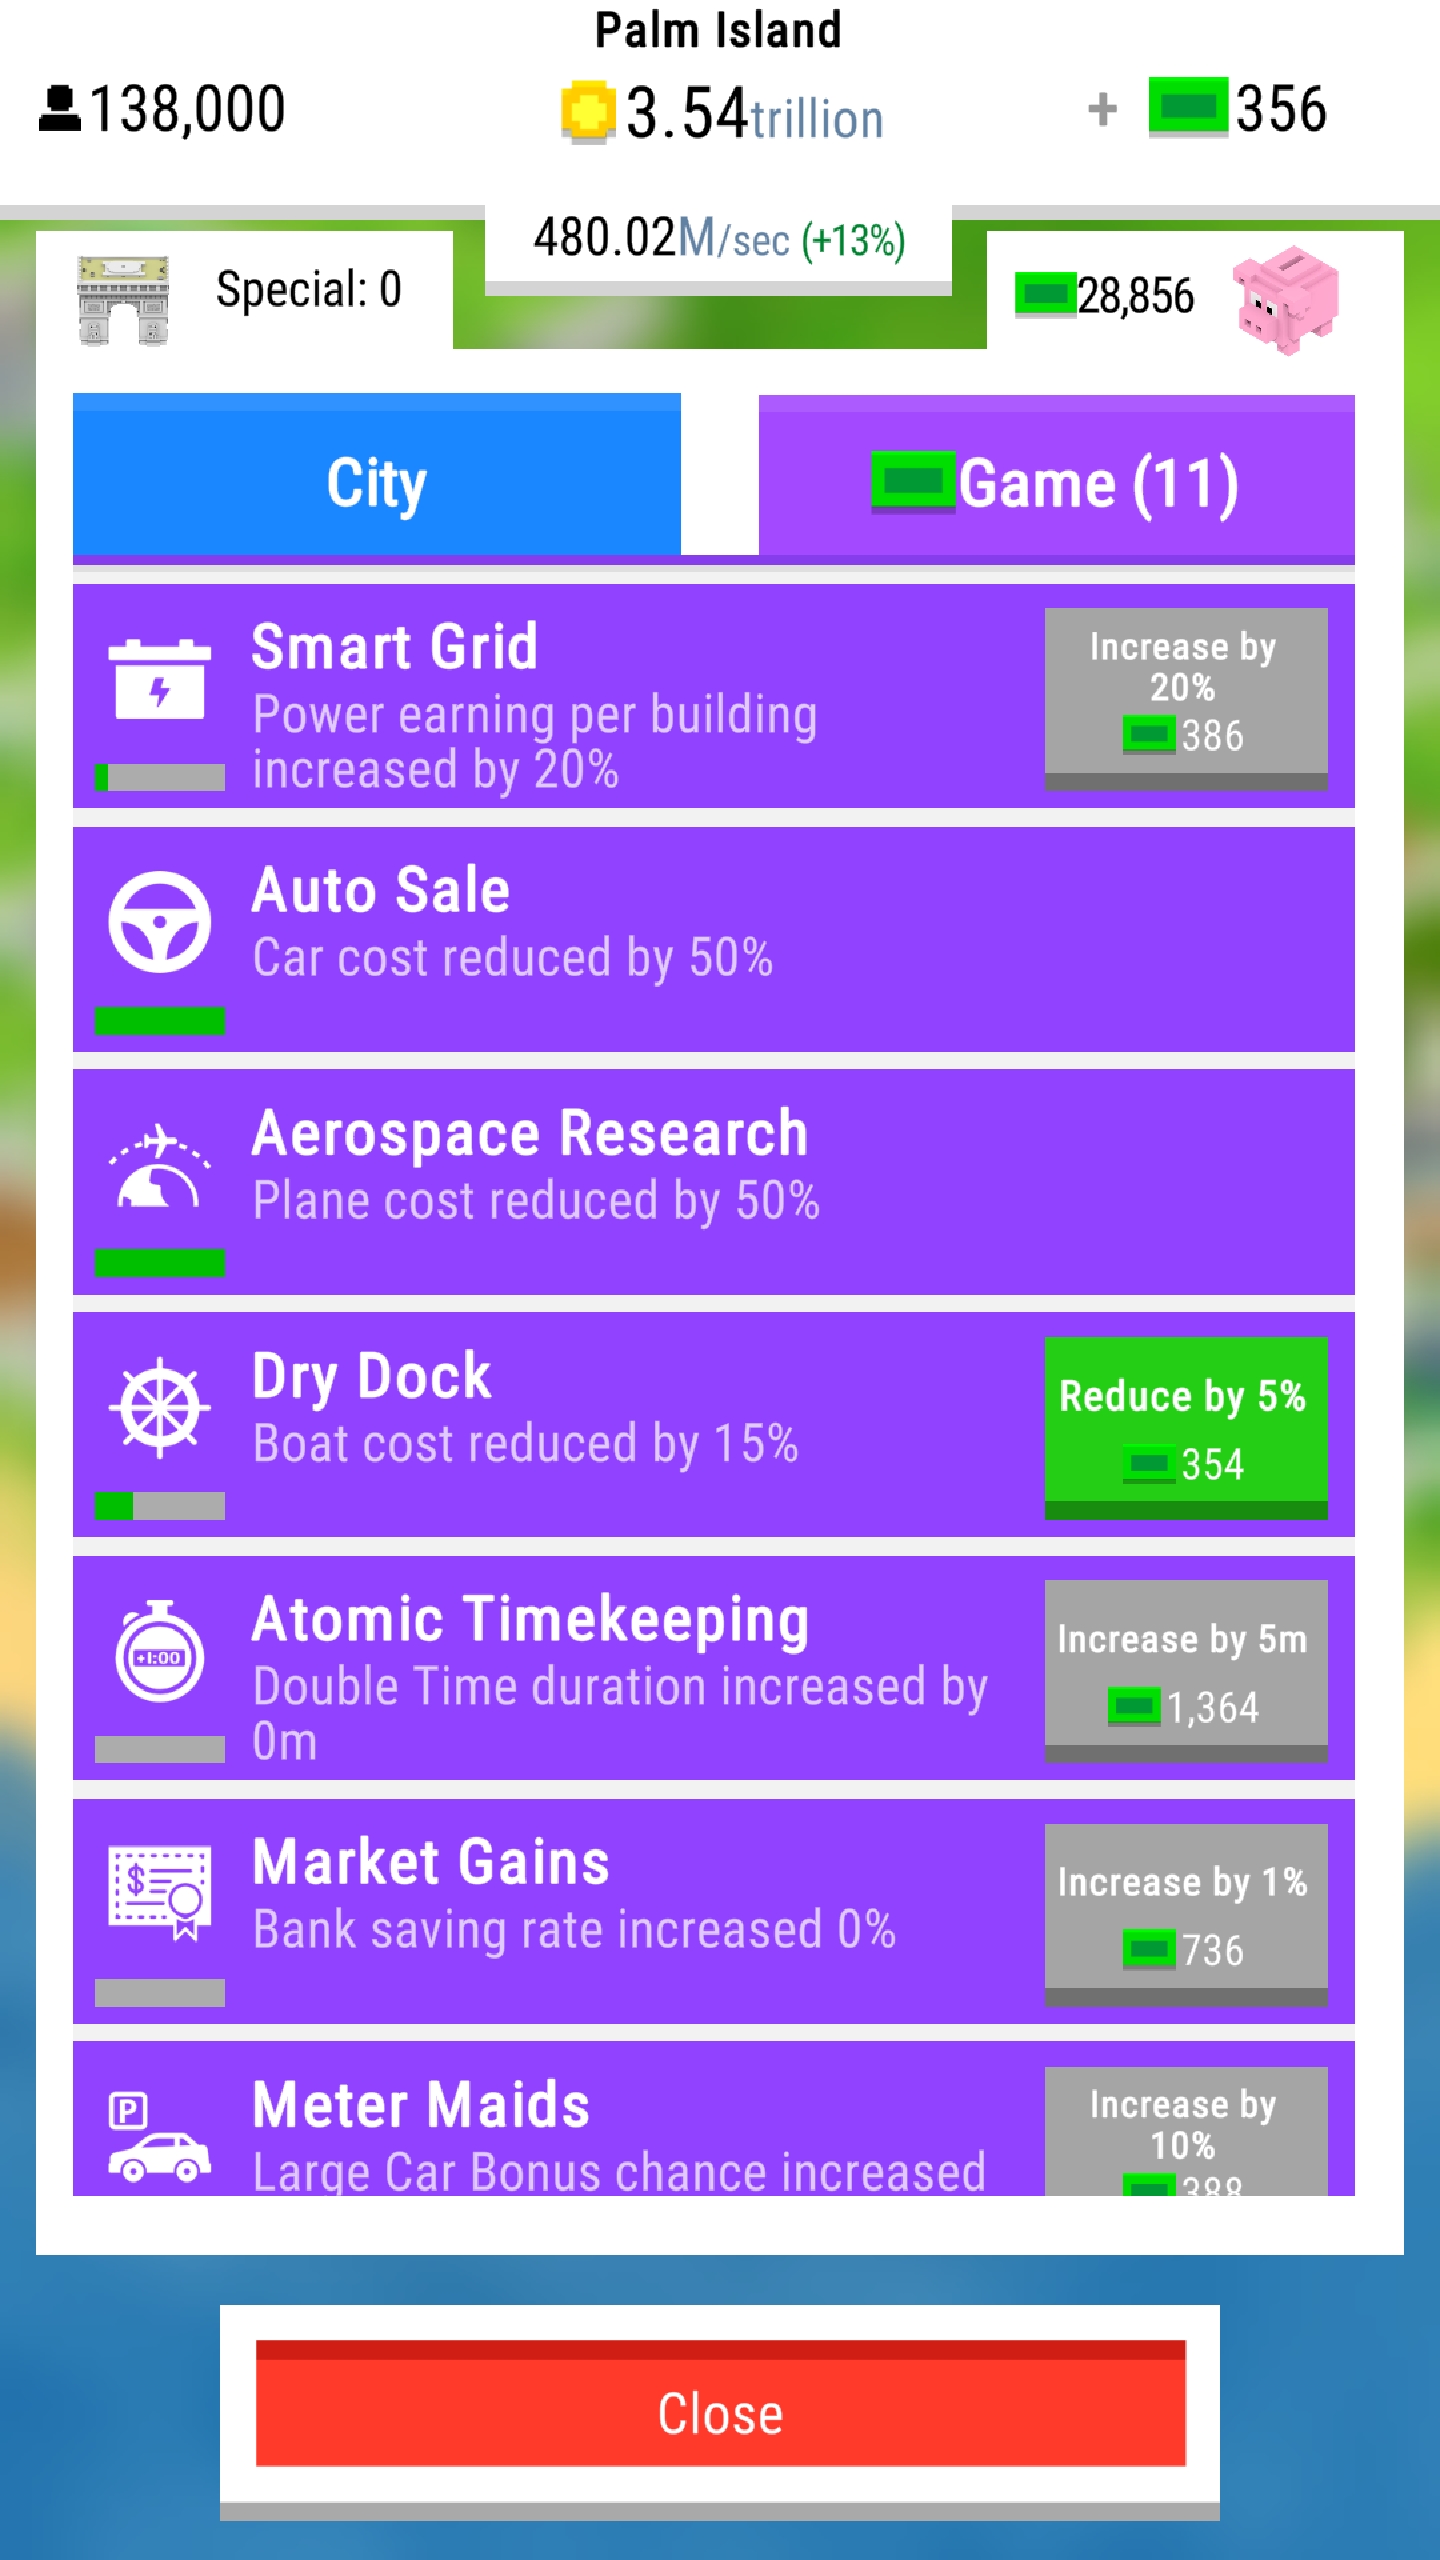 Palm Island
138,000
3.54trillion
+ 356
480.02M/sec (+13%)
Special: 0
28,856
City
Game (11)
Smart Grid
Power earning per building
increased by 20%
Increase by
20%
386
Auto Sale
Car cost reduced by 50%
Aerospace Research
Plane cost reduced by 50%
Dry Dock
Boat cost reduced by 15%
Reduce by 5%
354
+1:00
Atomic Timekeeping
Double Time duration increased by
0m
Increase by 5m
1,364
$
Market Gains
Bank saving rate increased 0%
Increase by 1%
736
P
Meter Maids
Large Car Bonus chance increased
Increase by
10%
388
Close